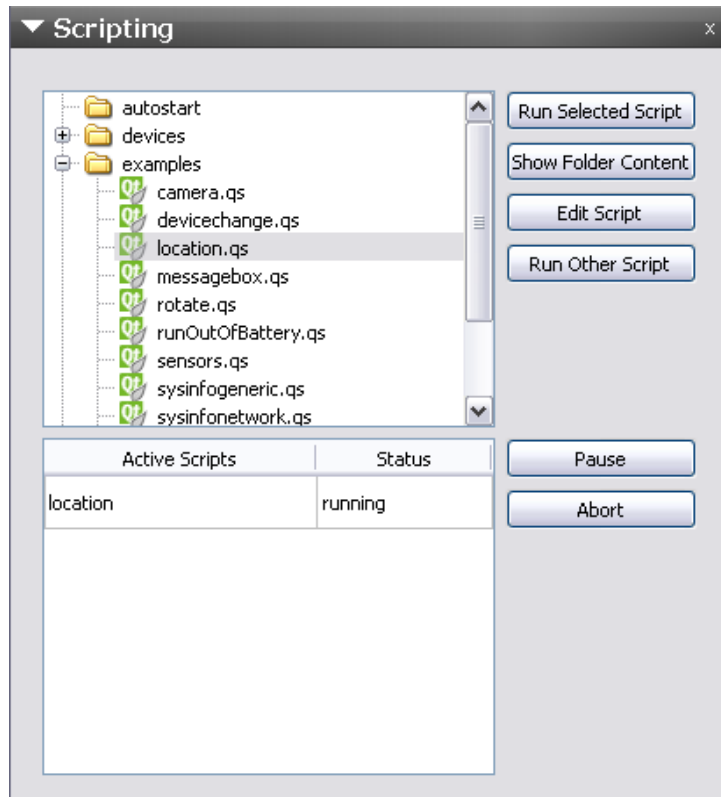 Scripting
x
autostart
Run Selected Script
devices
examples
Show Folder Content
camera.qs
devicechange.qs
Edit Script
location.qs
Run Other Script
messagebox.qs
rotate.qs
runOutOfBattery.qs
sensors.qs
sysinfogeneric.qs
sysinfonetwork.qs
Active Scripts Status
Pause
location running
Abort